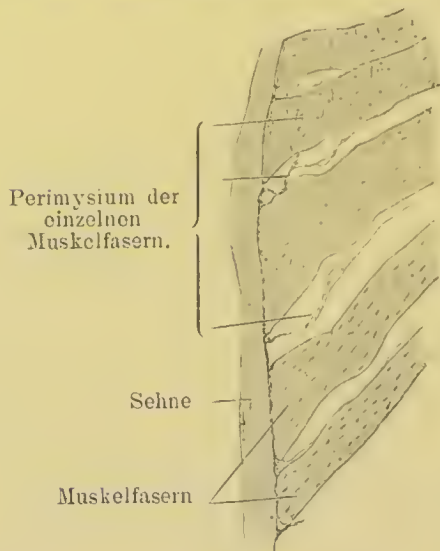 Perimysium der
einzelnen
Muskelfasern.
Sehne
Muskelfasern